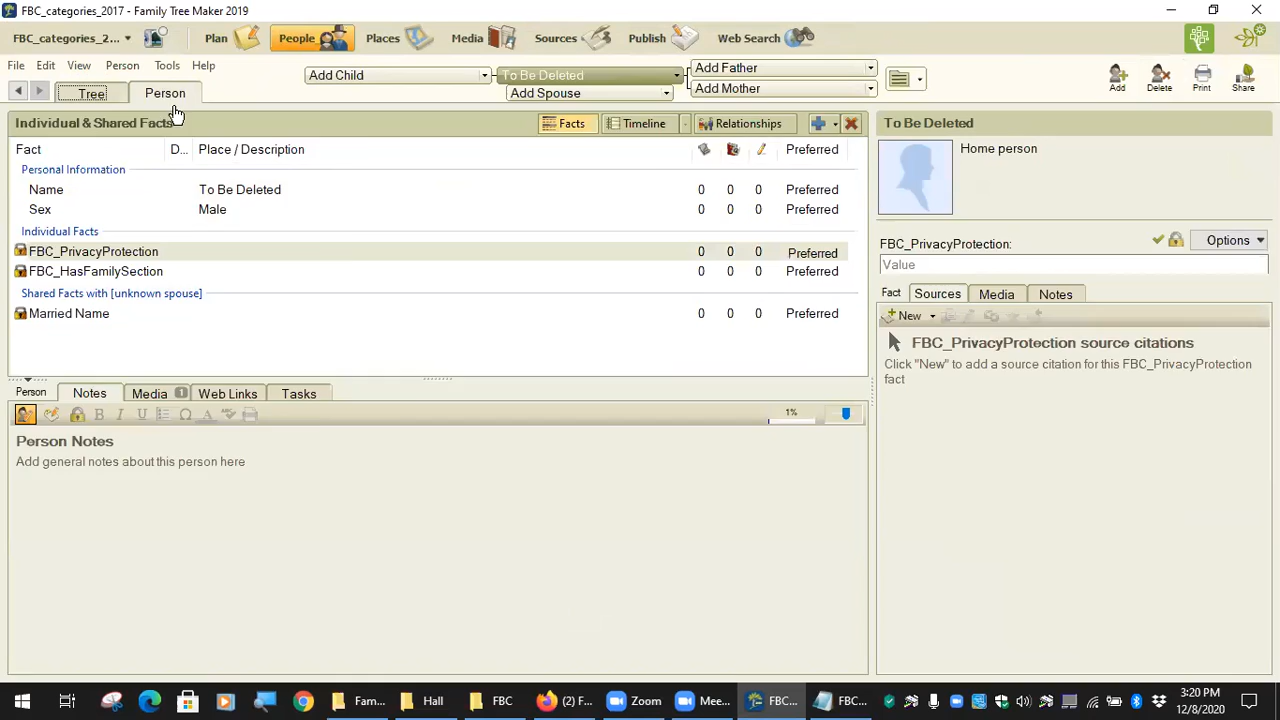 FBC_categories_2017 - Family Tree Maker 2019
FBC_categories_2...
Plan
People
Places
Media
Sources
Publish
Web Search
File Edit View Person Tools Help
Add Child
To Be Deleted
Add Spouse
Add Father
Add Mother
Add
Delete
Print
Share
Tree
Person
Individual & Shared Facts
Facts
Timeline
Relationships
Fact D... Place / Description Preferred
Personal Information
Name To Be Deleted 0 0 0 Preferred
Sex Male 0 0 0 Preferred
Individual Facts
FBC_PrivacyProtection 0 0 0 Preferred
FBC_HasFamilySection 0 0 0 Preferred
Shared Facts with [unknown spouse]
Married Name 0 0 0 Preferred
Person Notes Media 1 Web Links Tasks
B I U Ω A
1%
Person Notes
Add general notes about this person here
To Be Deleted
Home person
FBC_PrivacyProtection:
Options
Value
Fact Sources Media Notes
New
FBC_PrivacyProtection source citations
Click "New" to add a source citation for this FBC_PrivacyProtection
fact
Fam...
Hall
FBC
(2) F...
Zoom
Mee...
FBC...
FBC...
3:20 PM
12/8/2020